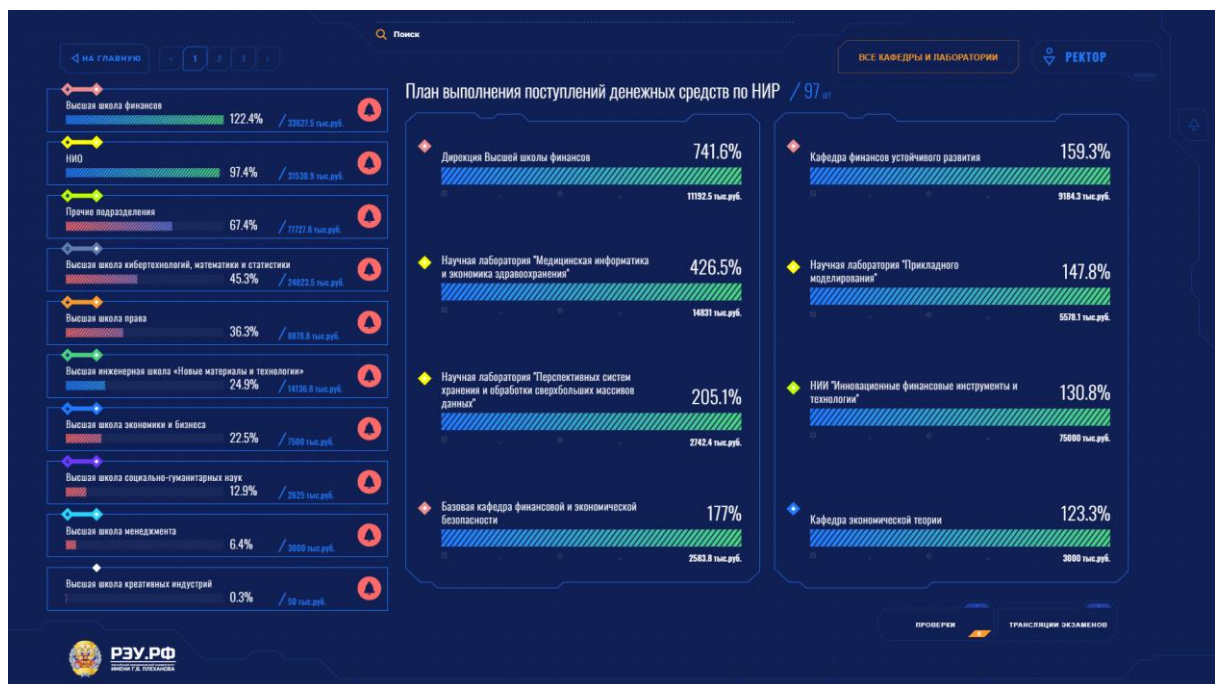 Поиск
НА ГЛАВНУЮ
1
2
3
ВСЕ КАФЕДРЫ И ЛАБОРАТОРИИ
РЕКТОР
Высшая школа финансов
122.4%
/ 33627.5 тыс.руб.
НИО
97.4%
/ 21530.9 тыс.руб.
Прочие подразделения
67.4%
/ 77727.8 тыс.руб.
Высшая школа кибертехнологий, математики и статистики
45.3%
/ 24823.5 тыс.руб.
Высшая школа права
36.3%
/ 8878.8 тыс.руб.
Высшая инженерная школа «Новые материалы и технологии»
24.9%
/ 14136.8 тыс.руб.
Высшая школа экономики и бизнеса
22.5%
/ 7500 тыс.руб.
Высшая школа социально-гуманитарных наук
12.9%
/ 2625 тыс.руб.
Высшая школа менеджмента
6.4%
/ 3000 тыс.руб.
Высшая школа креативных индустрий
0.3%
/ 50 тыс.руб.
План выполнения поступлений денежных средств по НИР / 97 шт
Дирекция Высшей школы финансов
741.6%
11192.5 тыс.руб.
Научная лаборатория "Медицинская информатика
и экономика здравоохранения"
426.5%
14831 тыс.руб.
Научная лаборатория "Перспективных систем
хранения и обработки сверхбольших массивов
данных"
205.1%
2742.4 тыс.руб.
Базовая кафедра финансовой и экономической
безопасности
177%
2583.8 тыс.руб.
Кафедра финансов устойчивого развития
159.3%
9184.3 тыс.руб.
Научная лаборатория "Прикладного
моделирования"
147.8%
5578.1 тыс.руб.
НИИ "Инновационные финансовые инструменты и
технологии"
130.8%
75000 тыс.руб.
Кафедра экономической теории
123.3%
3000 тыс.руб.
ПРОВЕРКИ
ТРАНСЛЯЦИИ ЭКЗАМЕНОВ
РЭУ.РФ
ИМЕНИ Г.В. ПЛЕХАНОВА